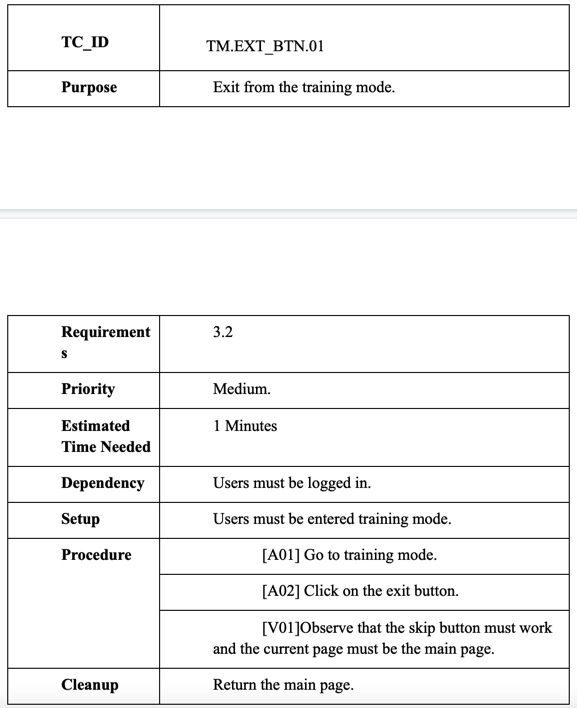 TC_ID
TM.EXT_BTN.01
Purpose
Exit from the training mode.
Requirement
s
3.2
Priority
Medium.
Estimated
Time Needed
1 Minutes
Dependency
Users must be logged in.
Setup
Users must be entered training mode.
Procedure
[A01] Go to training mode.
[A02] Click on the exit button.
[V01]Observe that the skip button must work
and the current page must be the main page.
Cleanup
Return the main page.